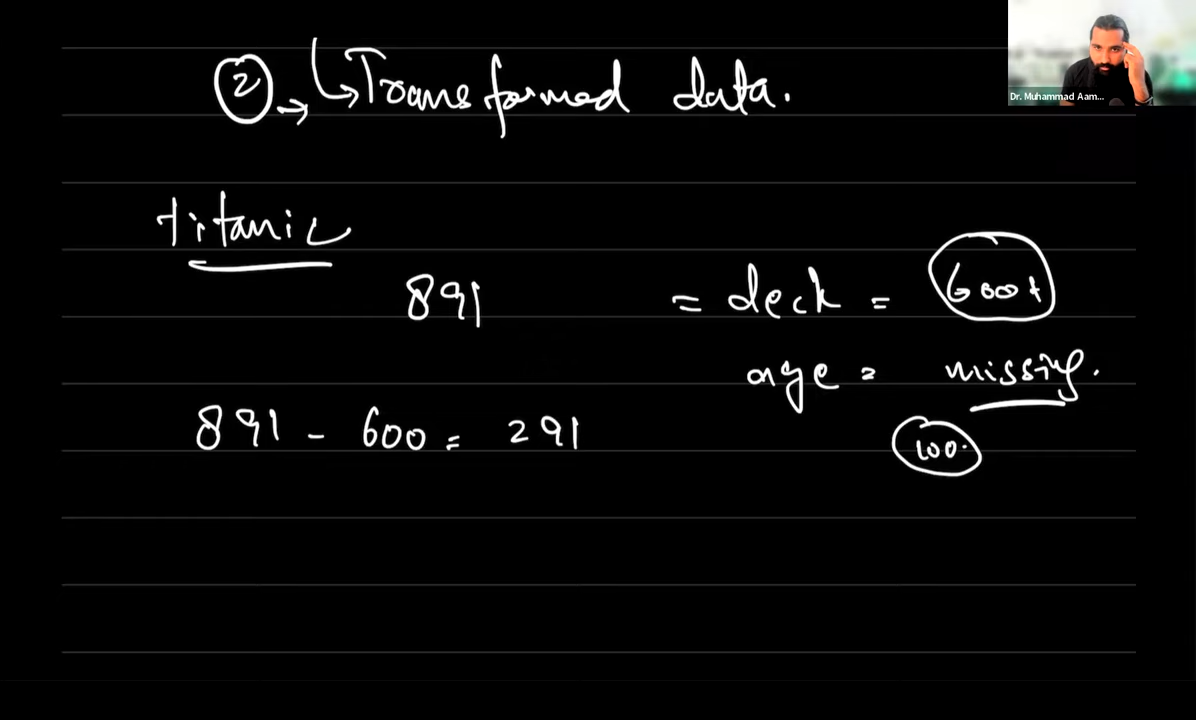 ② → ↳ Transformed data.
Dr. Muhammad Aam...
titanic
891 = deck = 600+
age = missing.
891 - 600 = 291
100.